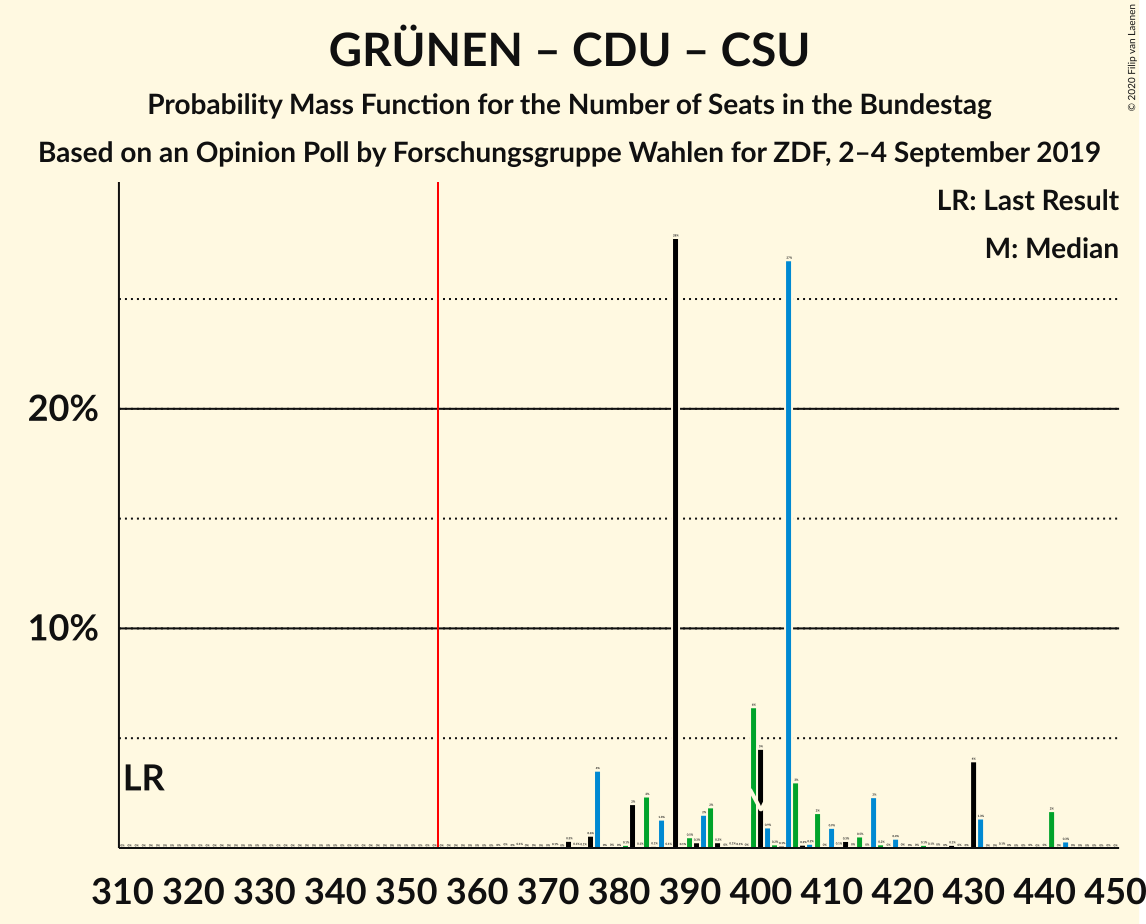 GRÜNEN – CDU – CSU
Probability Mass Function for the Number of Seats in the Bundestag
Based on an Opinion Poll by Forschungsgruppe Wahlen for ZDF, 2–4 September 2019
© 2020 Filip van Laenen
LR: Last Result
M: Median
20%
10%
LR
310 320 330 340 350 360 370 380 390 400 410 420 430 440 450